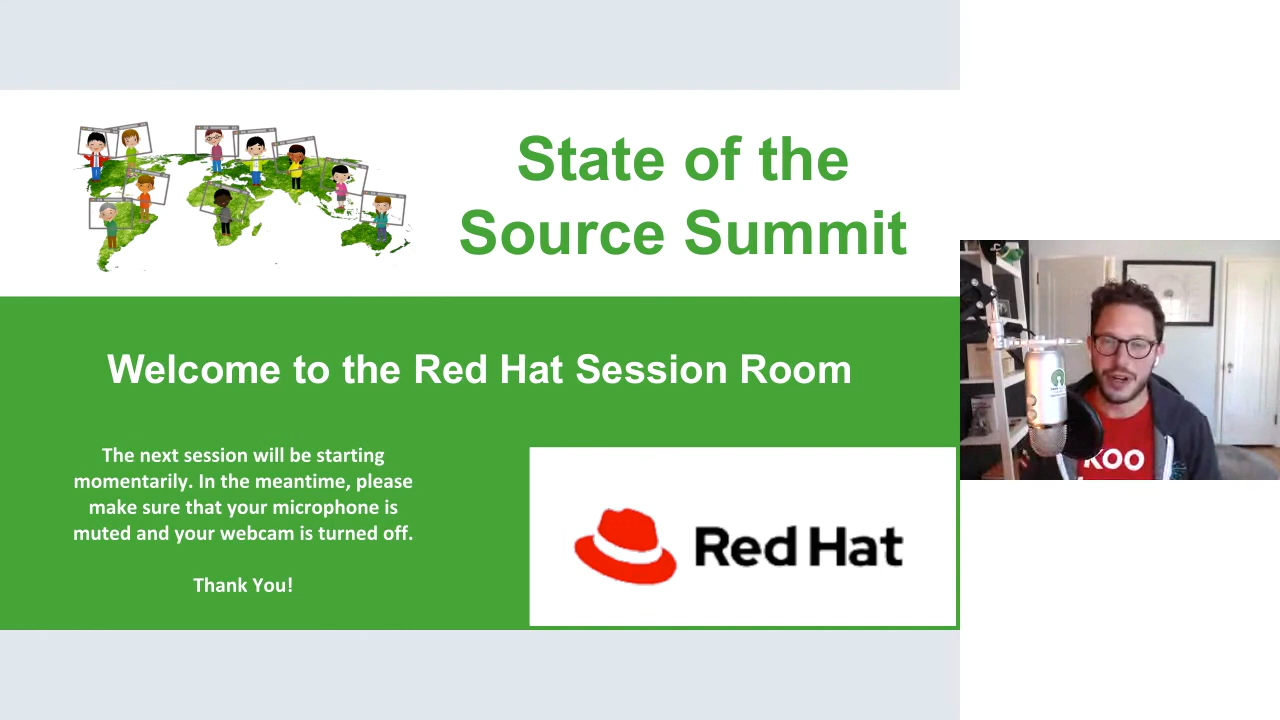 State of the
Source Summit
Welcome to the Red Hat Session Room
The next session will be starting
momentarily. In the meantime, please
make sure that your microphone is
muted and your webcam is turned off.
Thank You!
Red Hat
KOO